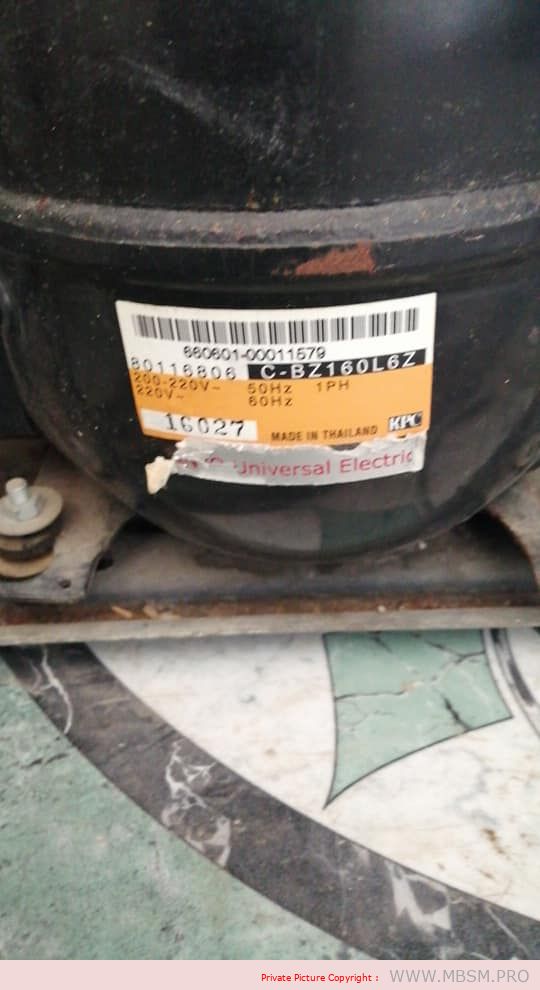 660601-00011579
80116806 C-BZ160L6Z
200-220V~ 50Hz 1PH
220V~ 60Hz
16027 MADE IN THAILAND KPC
Universal Electric
Private Picture Copyright : WWW.MBSM.PRO